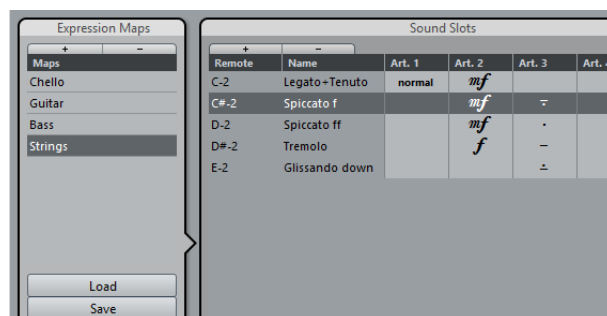 Expression Maps
+ -
Maps
Chello
Guitar
Bass
Strings
Load
Save
Sound Slots
+ -
Remote Name Art. 1 Art. 2 Art. 3 Art.
C-2 Legato+Tenuto normal mf
C#-2 Spiccato f mf
D-2 Spiccato ff mf
D#-2 Tremolo f
E-2 Glissando down